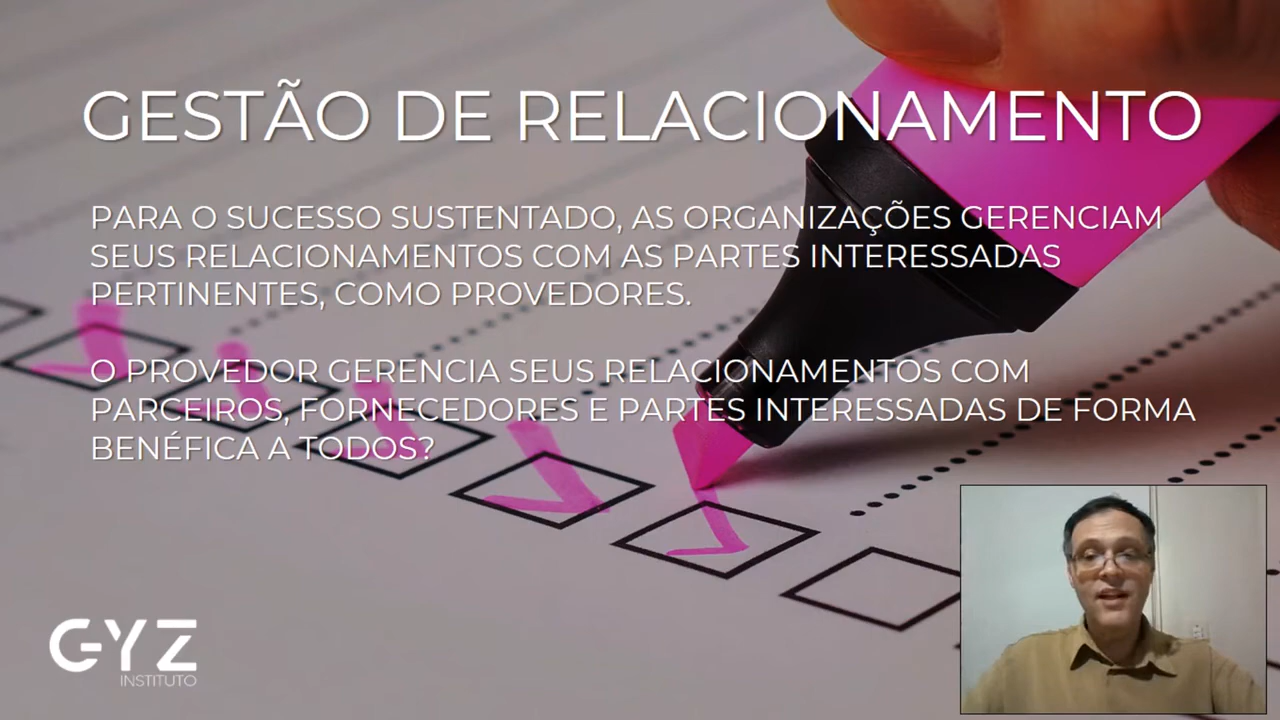 GESTÃO DE RELACIONAMENTO
PARA O SUCESSO SUSTENTADO, AS ORGANIZAÇÕES GERENCIAM
SEUS RELACIONAMENTOS COM AS PARTES INTERESSADAS
PERTINENTES, COMO PROVEDORES.
O PROVEDOR GERENCIA SEUS RELACIONAMENTOS COM
PARCEIROS, FORNECEDORES E PARTES INTERESSADAS DE FORMA
BENÉFICA A TODOS?
GYZ
INSTITUTO